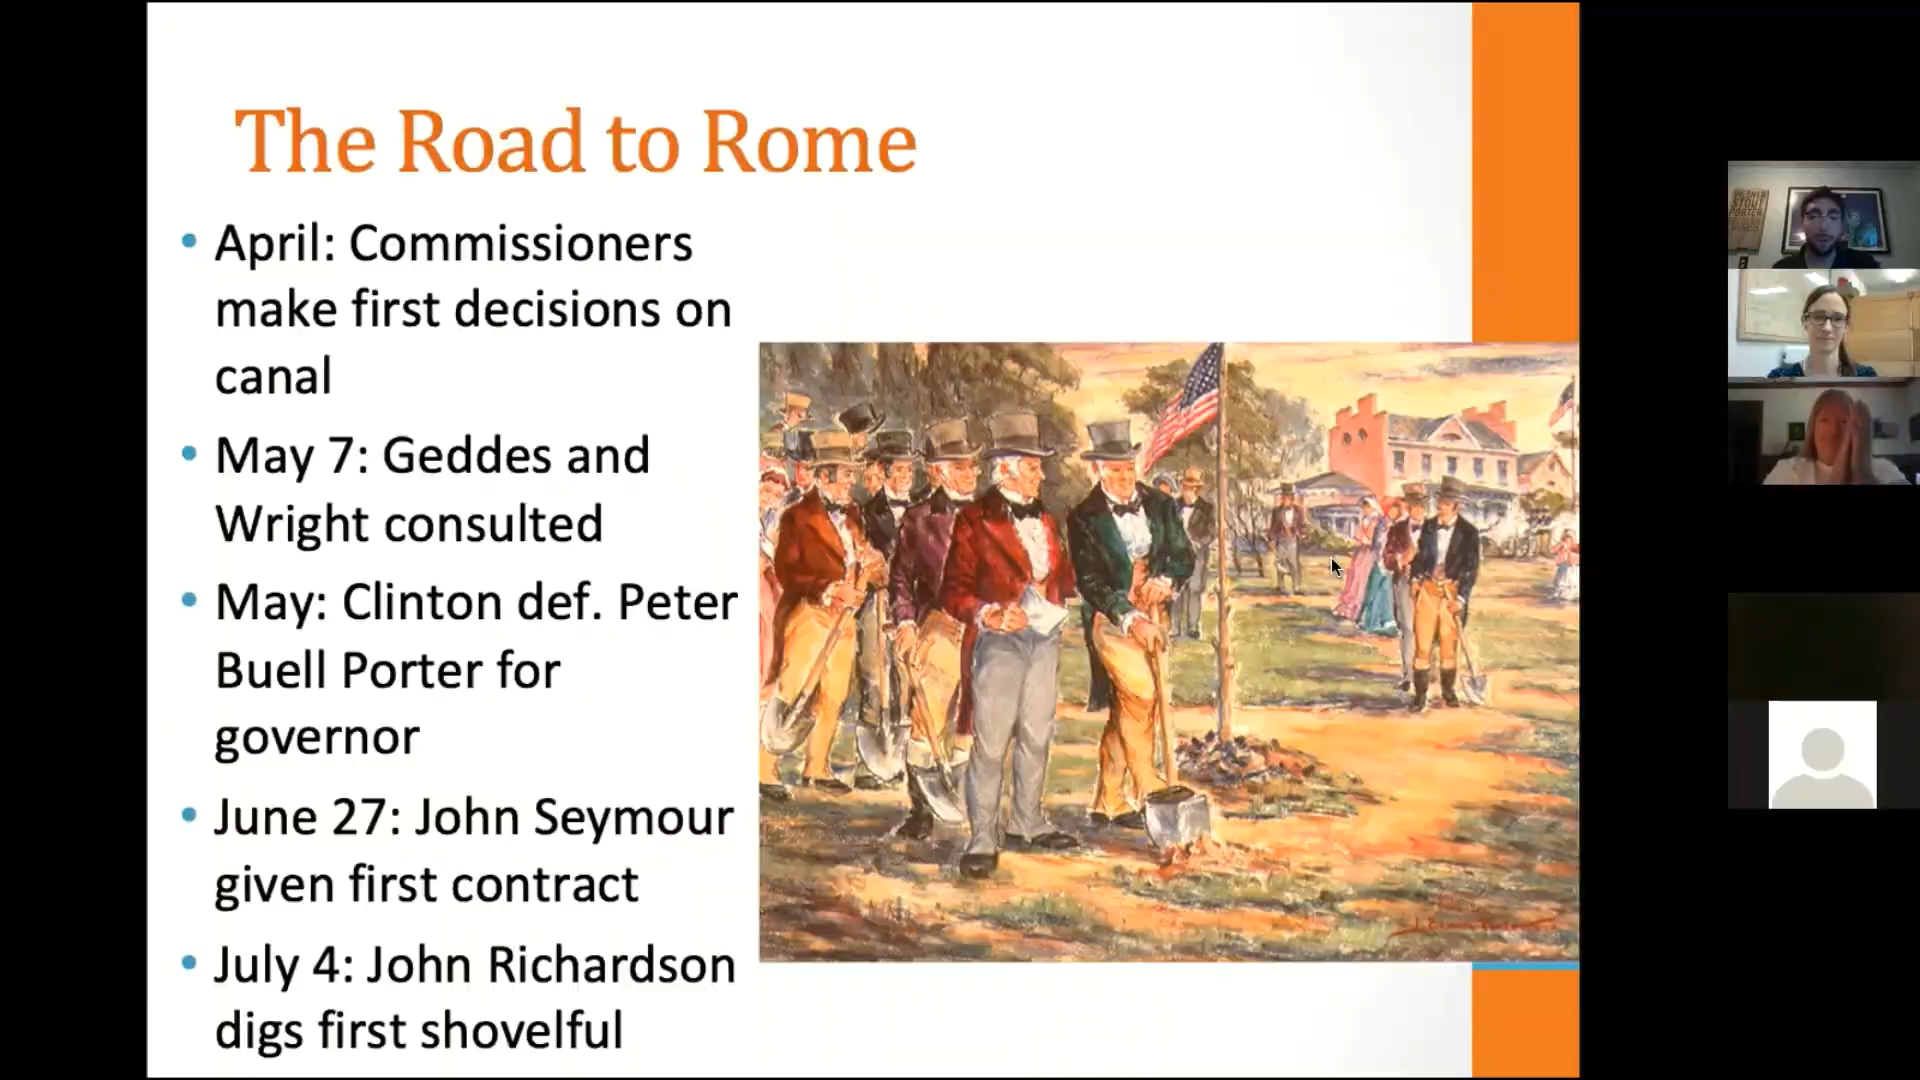 The Road to Rome
• April: Commissioners
make first decisions on
canal
• May 7: Geddes and
Wright consulted
• May: Clinton def. Peter
Buell Porter for
governor
• June 27: John Seymour
given first contract
• July 4: John Richardson
digs first shovelful
STOUT
PORTER